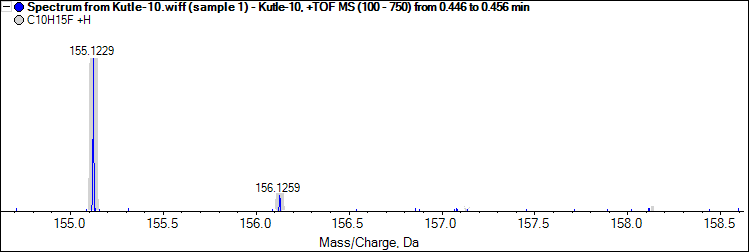 Spectrum from Kutle-10.wiff (sample 1) - Kutle-10, +TOF MS (100 - 750) from 0.446 to 0.456 min
C10H15F +H
155.1229
156.1259
155.0 155.5 156.0 156.5 157.0 157.5 158.0 158.5
Mass/Charge, Da